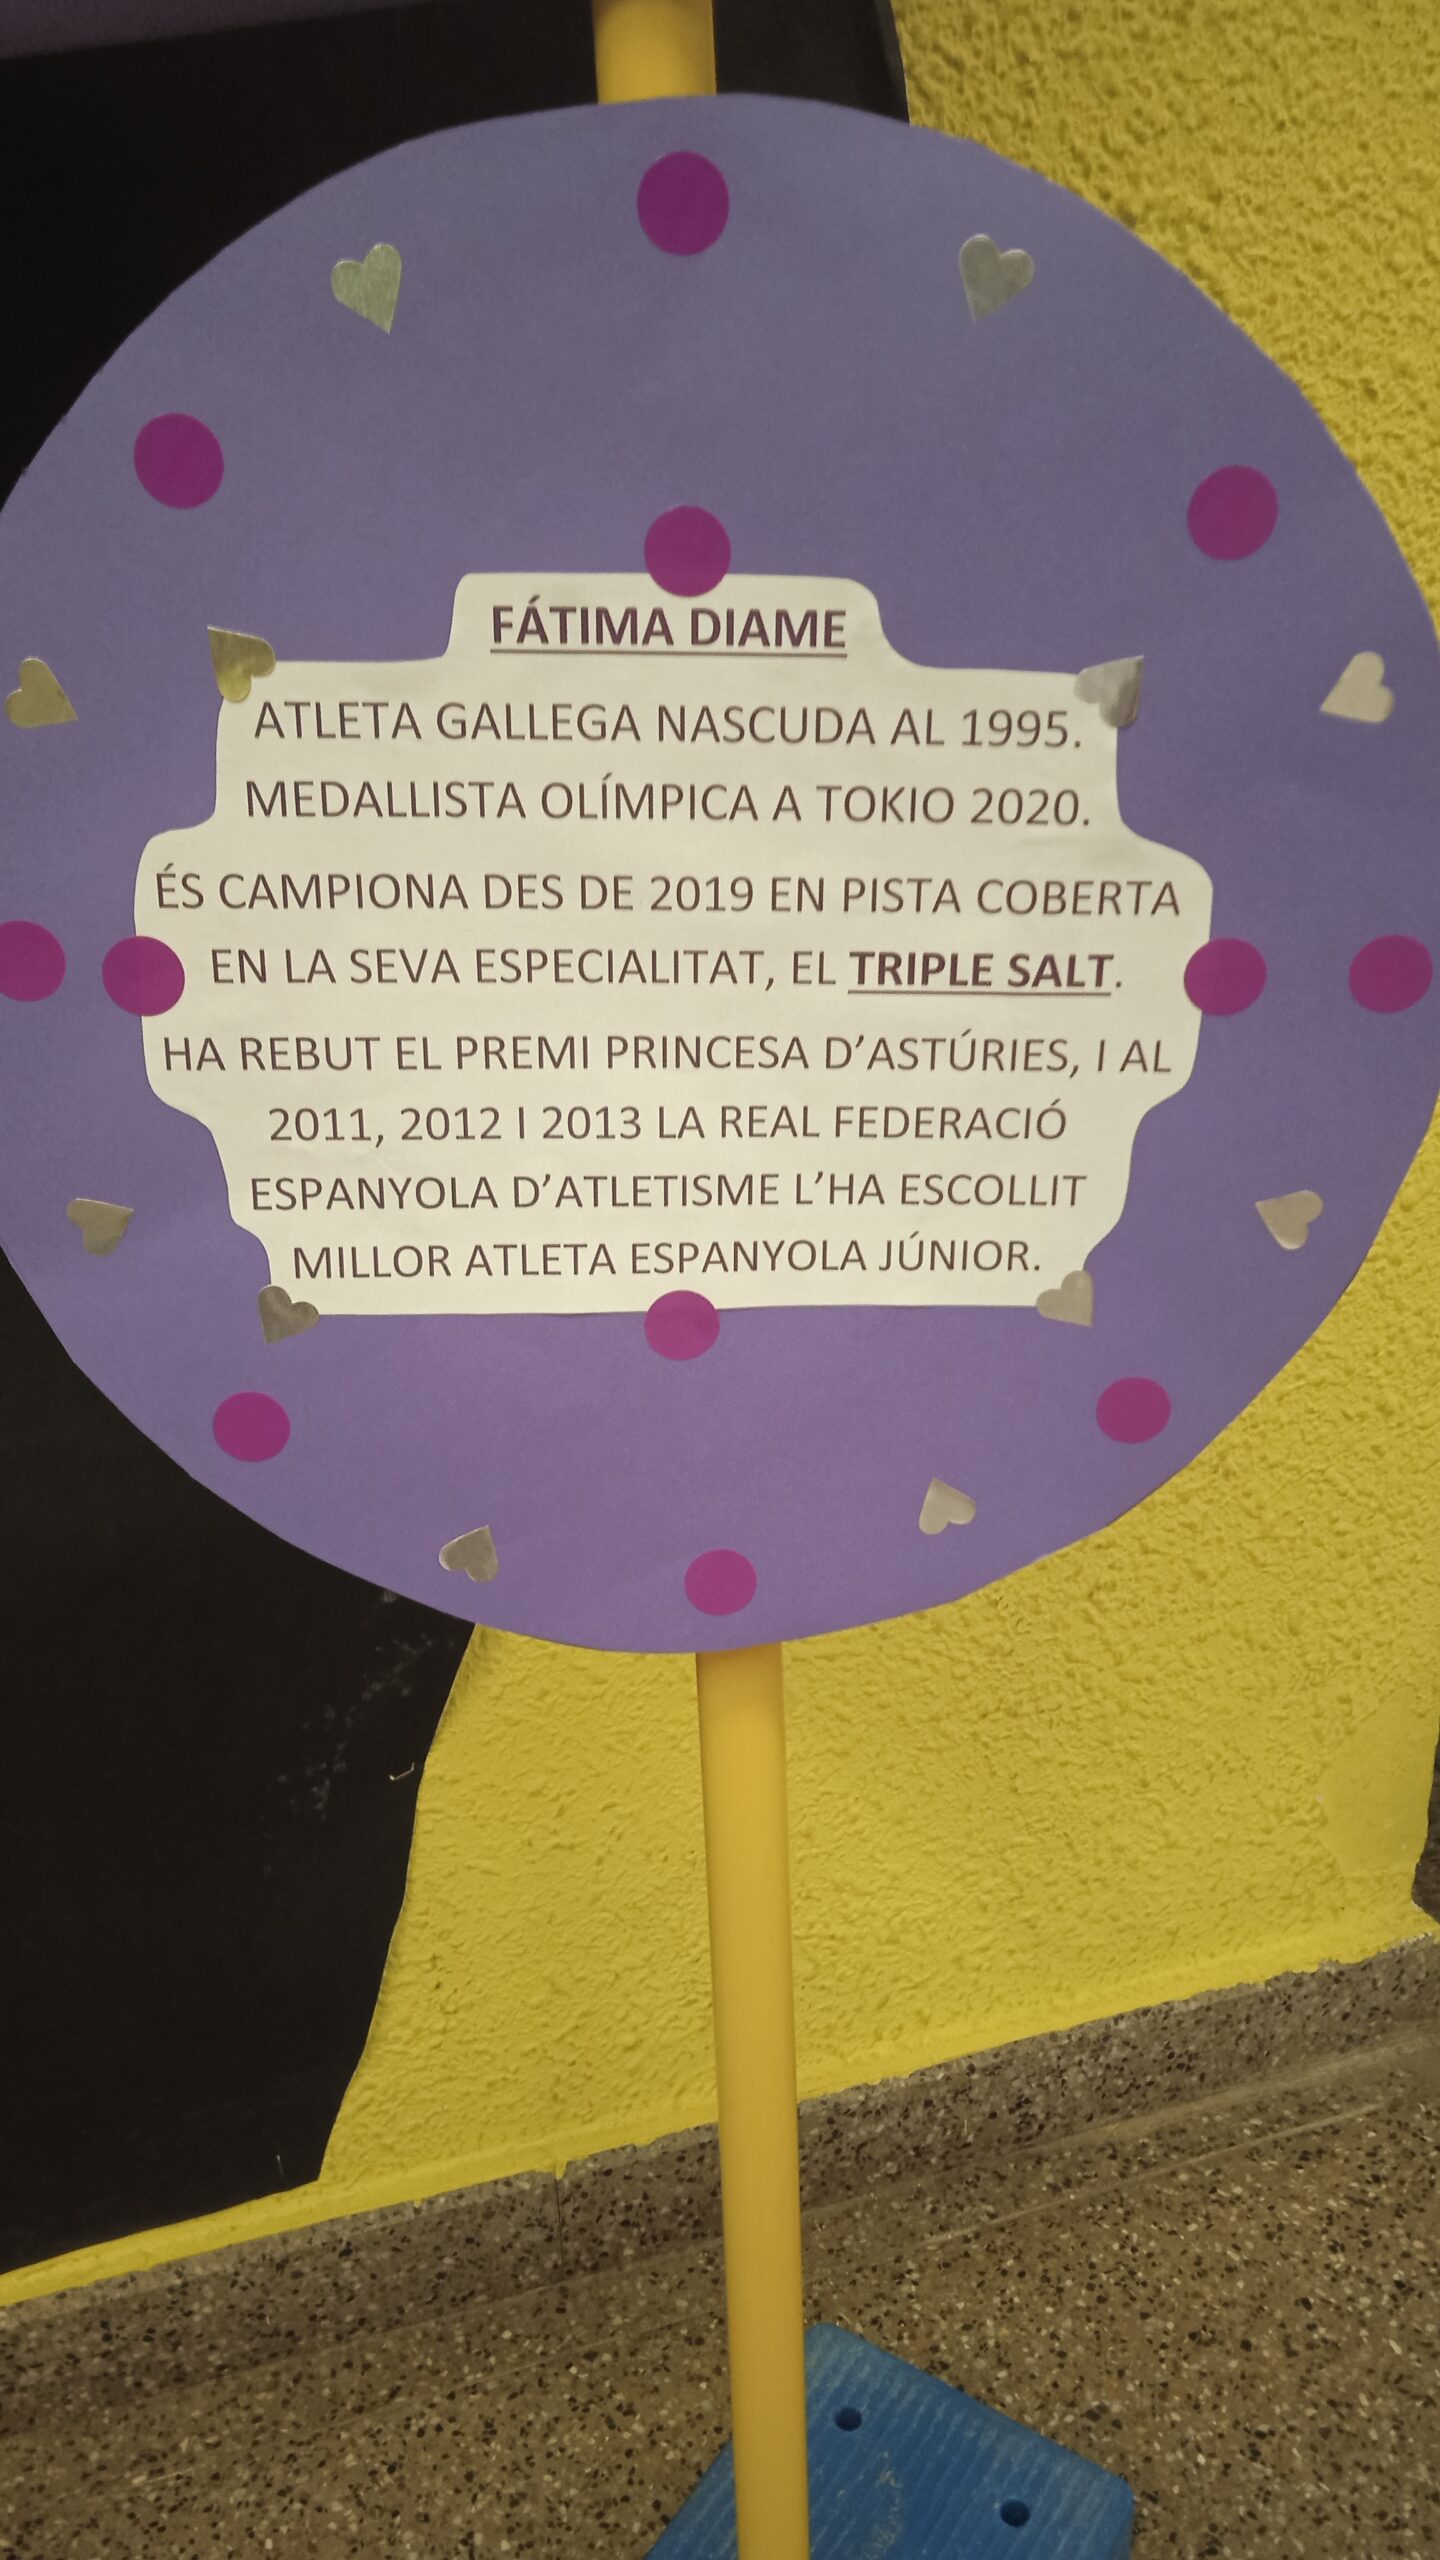 FÁTIMA DIAME
ATLETA GALLEGA NASCUDA AL 1995.
MEDALLISTA OLÍMPICA A TOKIO 2020.
ÉS CAMPIONA DES DE 2019 EN PISTA COBERTA
EN LA SEVA ESPECIALITAT, EL TRIPLE SALT.
HA REBUT EL PREMI PRINCESA D'ASTÚRIES, I AL
2011, 2012 I 2013 LA REAL FEDERACIÓ
ESPANYOLA D'ATLETISME L'HA ESCOLLIT
MILLOR ATLETA ESPANYOLA JÚNIOR.